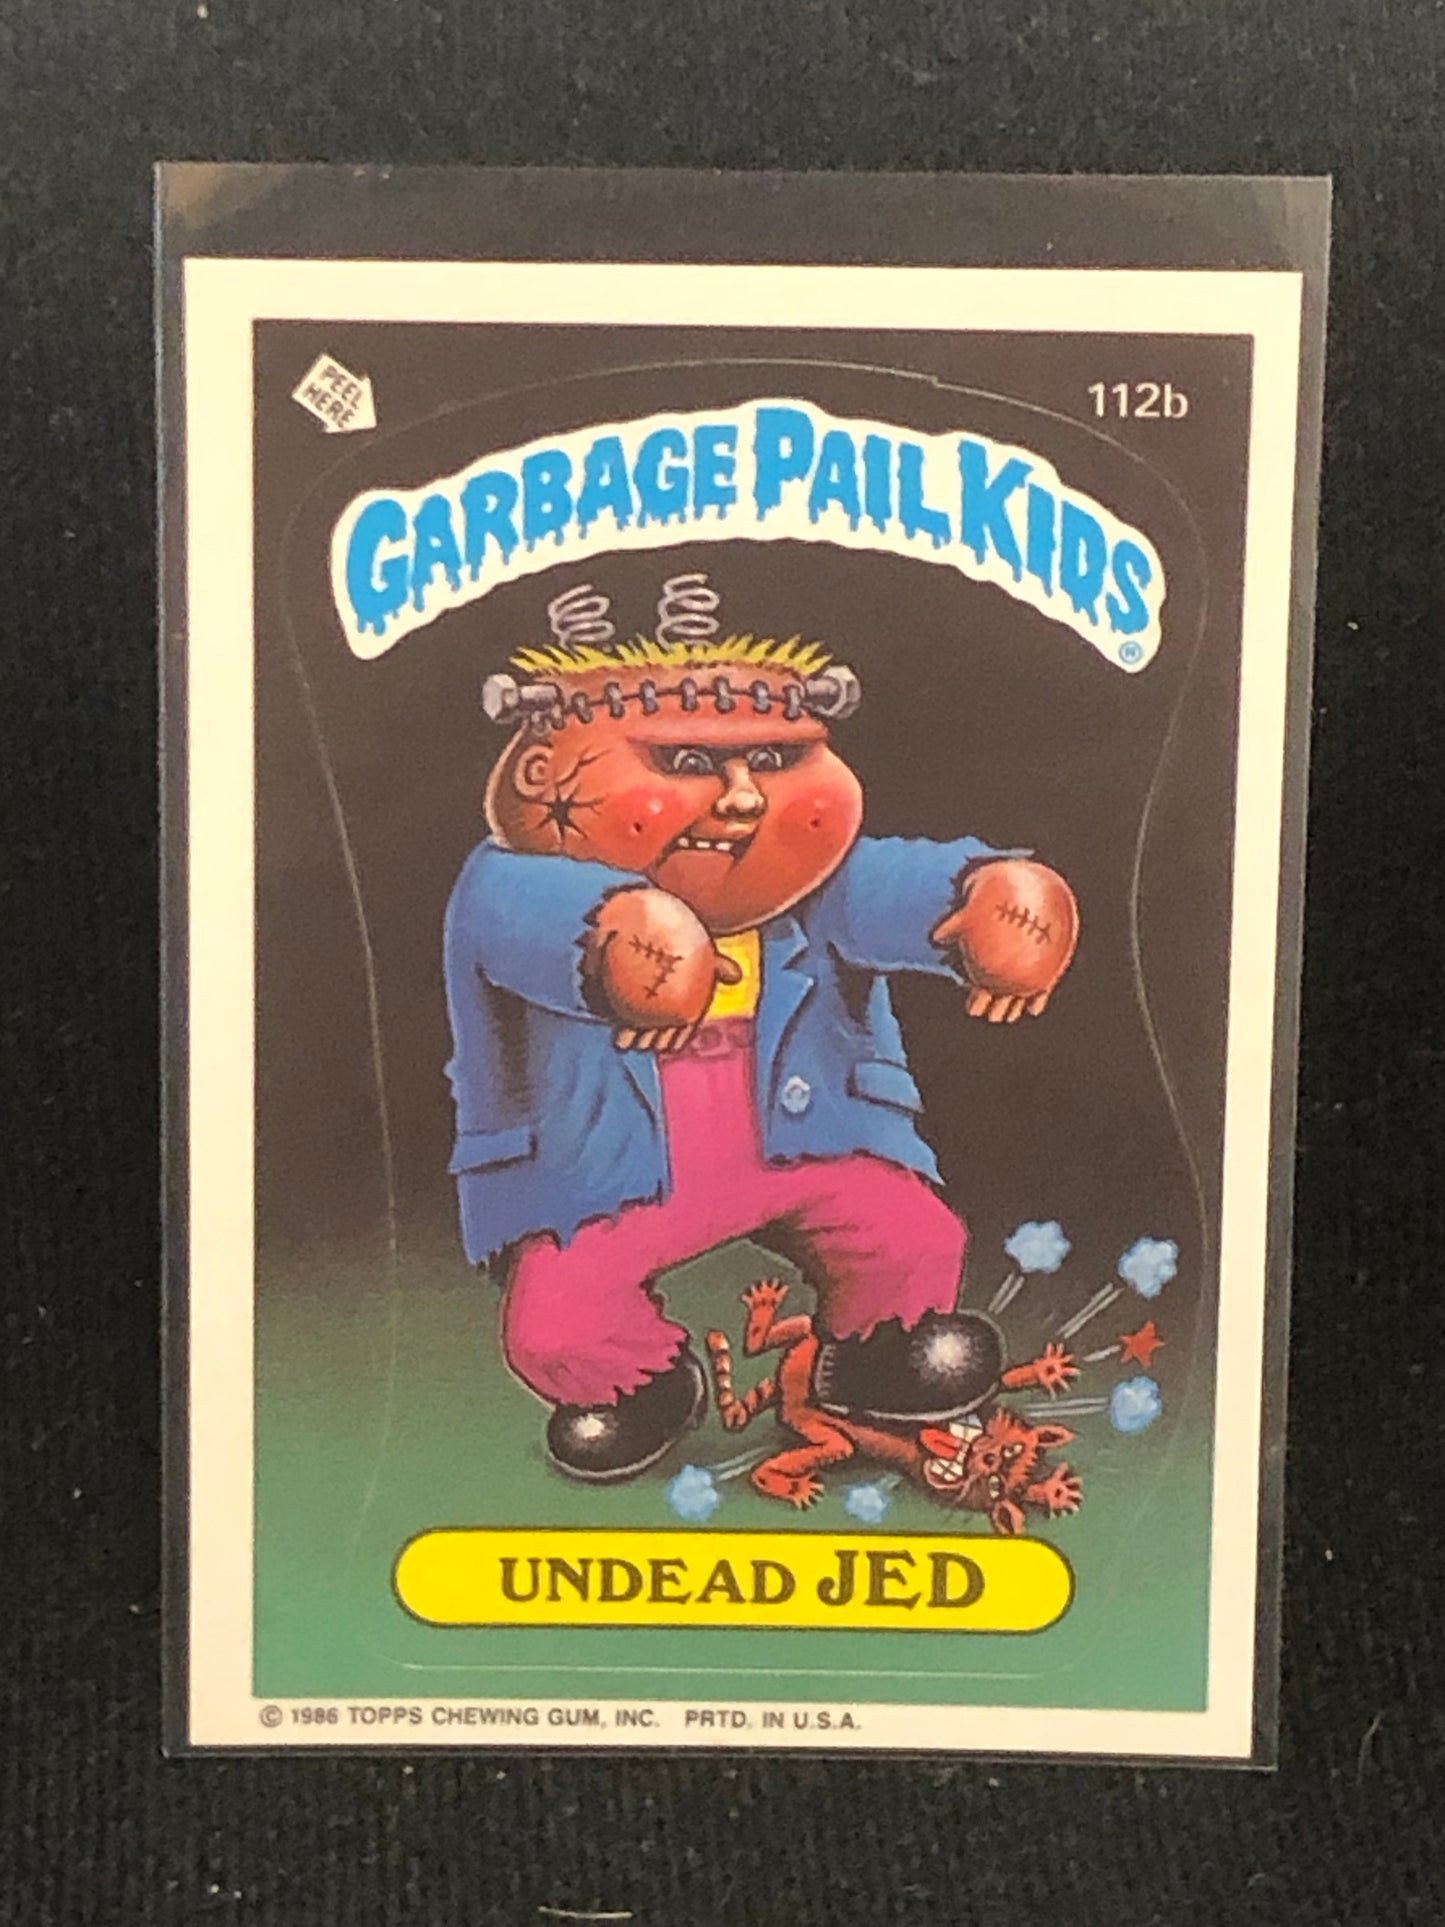 PEEL
HERE
112b
GARBAGE PAIL KIDS
®
UNDEAD JED
© 1986 TOPPS CHEWING GUM, INC. PRTD. IN U.S.A.